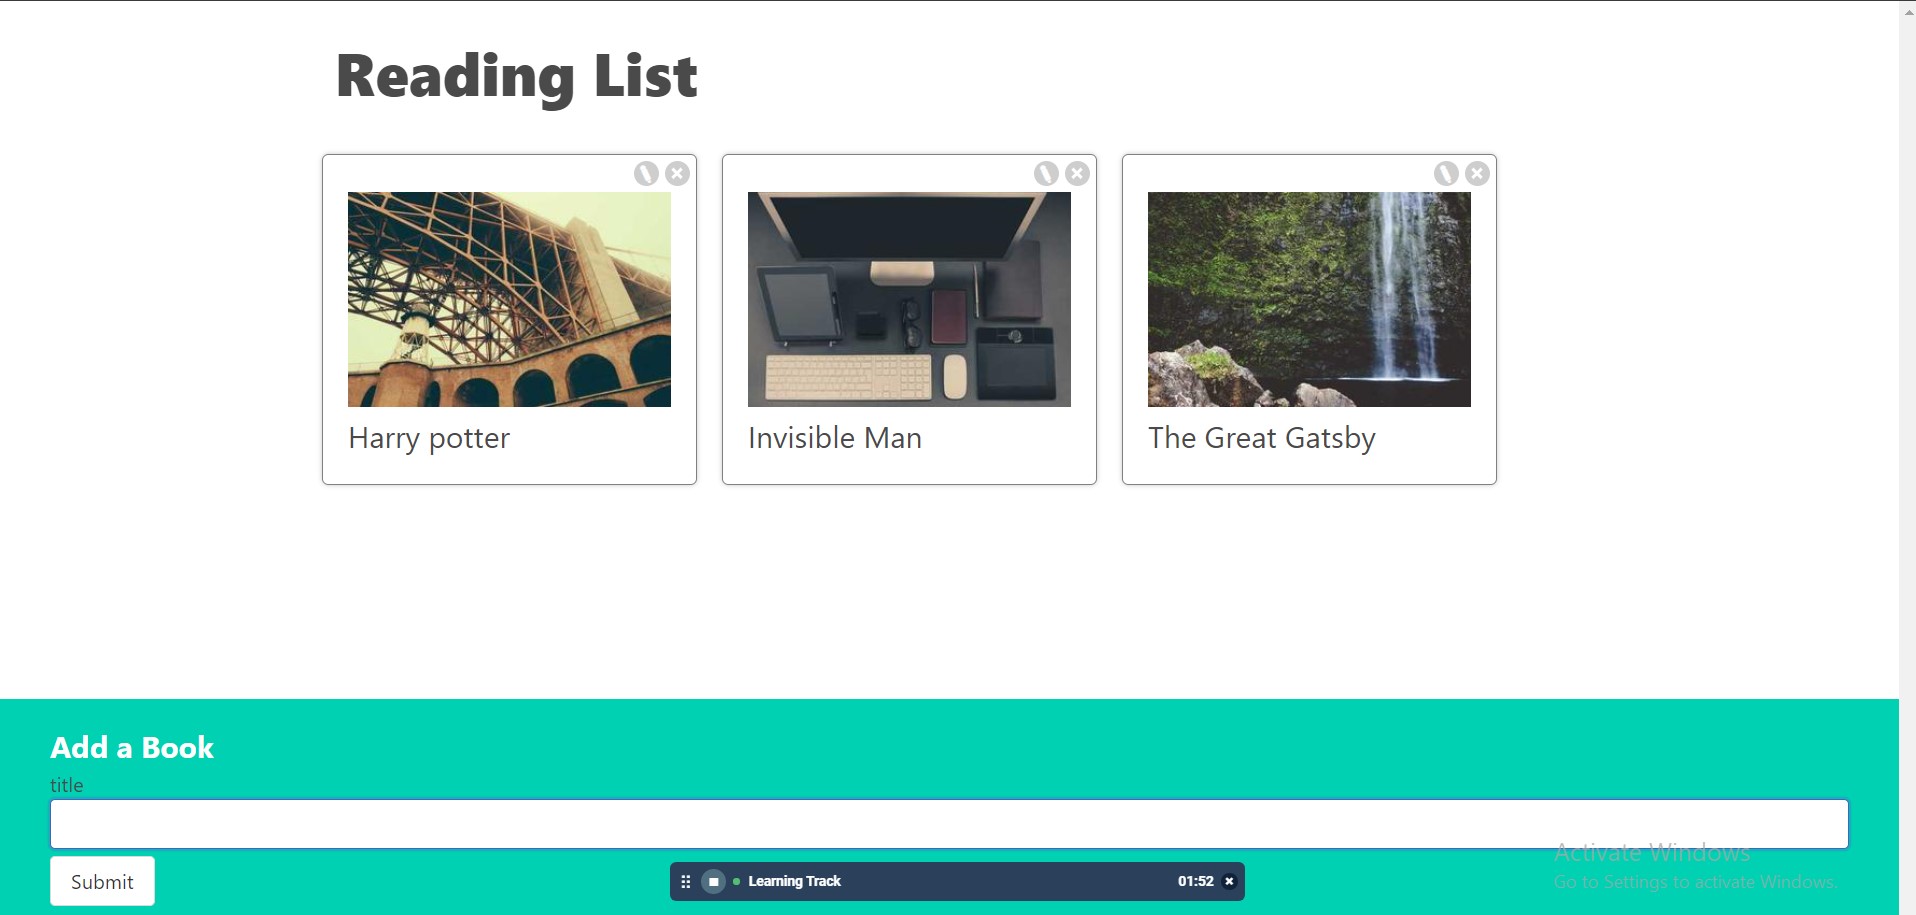 Reading List
Harry potter
Invisible Man
The Great Gatsby
Add a Book
title
Submit
Learning Track
01:52
Activate Windows
Go to Settings to activate Windows.